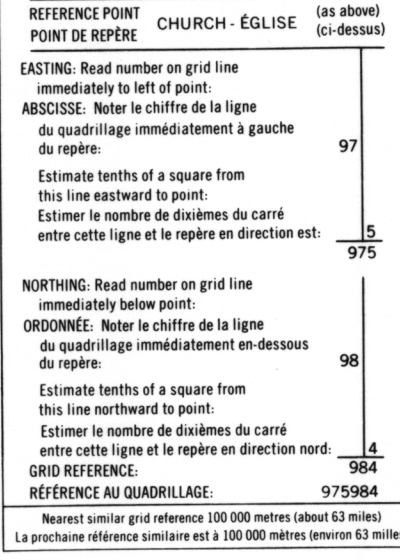 REFERENCE POINT CHURCH - ÉGLISE (as above)
POINT DE REPÈRE (ci-dessus)
EASTING: Read number on grid line
immediately to left of point:
ABSCISSE: Noter le chiffre de la ligne
du quadrillage immédiatement à gauche
du repère: 97
Estimate tenths of a square from
this line eastward to point:
Estimer le nombre de dixièmes du carré
entre cette ligne et le repère en direction est: 5
975
NORTHING: Read number on grid line
immediately below point:
ORDONNÉE: Noter le chiffre de la ligne
du quadrillage immédiatement en-dessous
du repère: 98
Estimate tenths of a square from
this line northward to point:
Estimer le nombre de dixièmes du carré
entre cette ligne et le repère en direction nord: 4
GRID REFERENCE: 984
RÉFÉRENCE AU QUADRILLAGE: 975984
Nearest similar grid reference 100 000 metres (about 63 miles)
La prochaine référence similaire est à 100 000 mètres (environ 63 milles